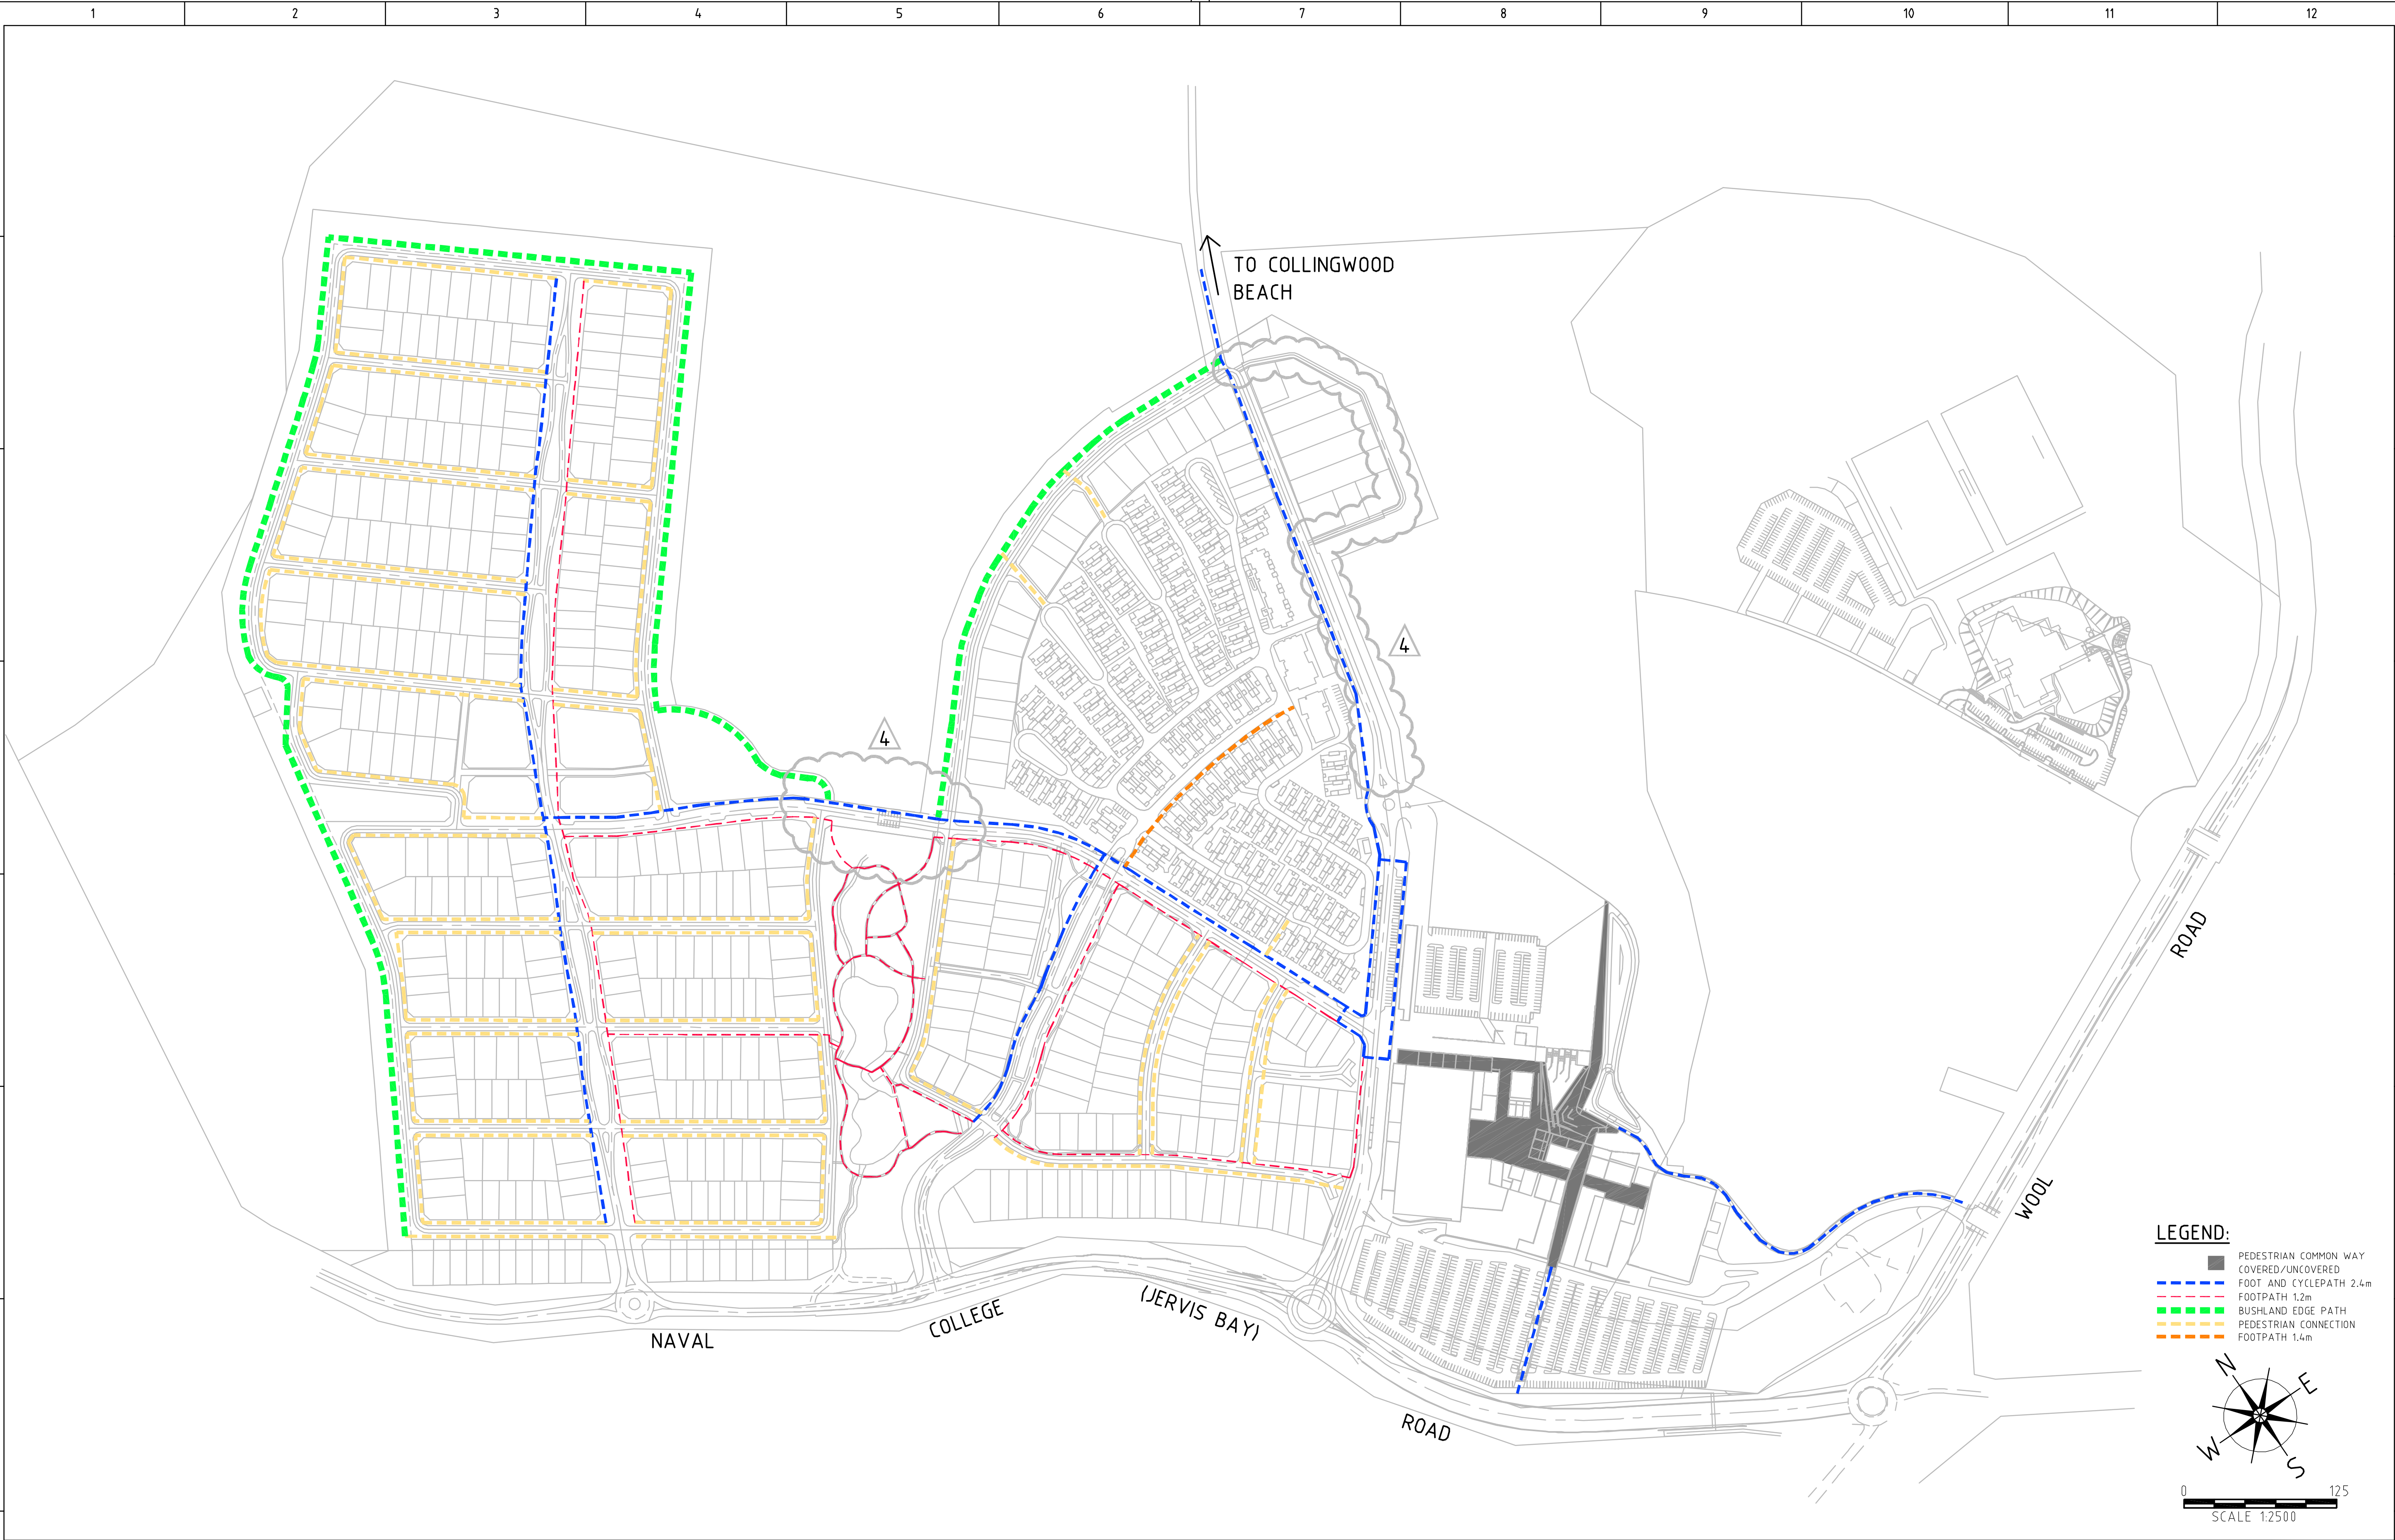 1 2 3 4 5 6 7 8 9 10 11 12
TO COLLINGWOOD
BEACH
4
4
ROAD
WOOL
NAVAL
COLLEGE
(JERVIS BAY)
ROAD
LEGEND:
PEDESTRIAN COMMON WAY
COVERED/UNCOVERED
FOOT AND CYCLEPATH 2.4m
FOOTPATH 1.2m
BUSHLAND EDGE PATH
PEDESTRIAN CONNECTION
FOOTPATH 1.4m
N
E
W
S
0 125
SCALE 1:2500